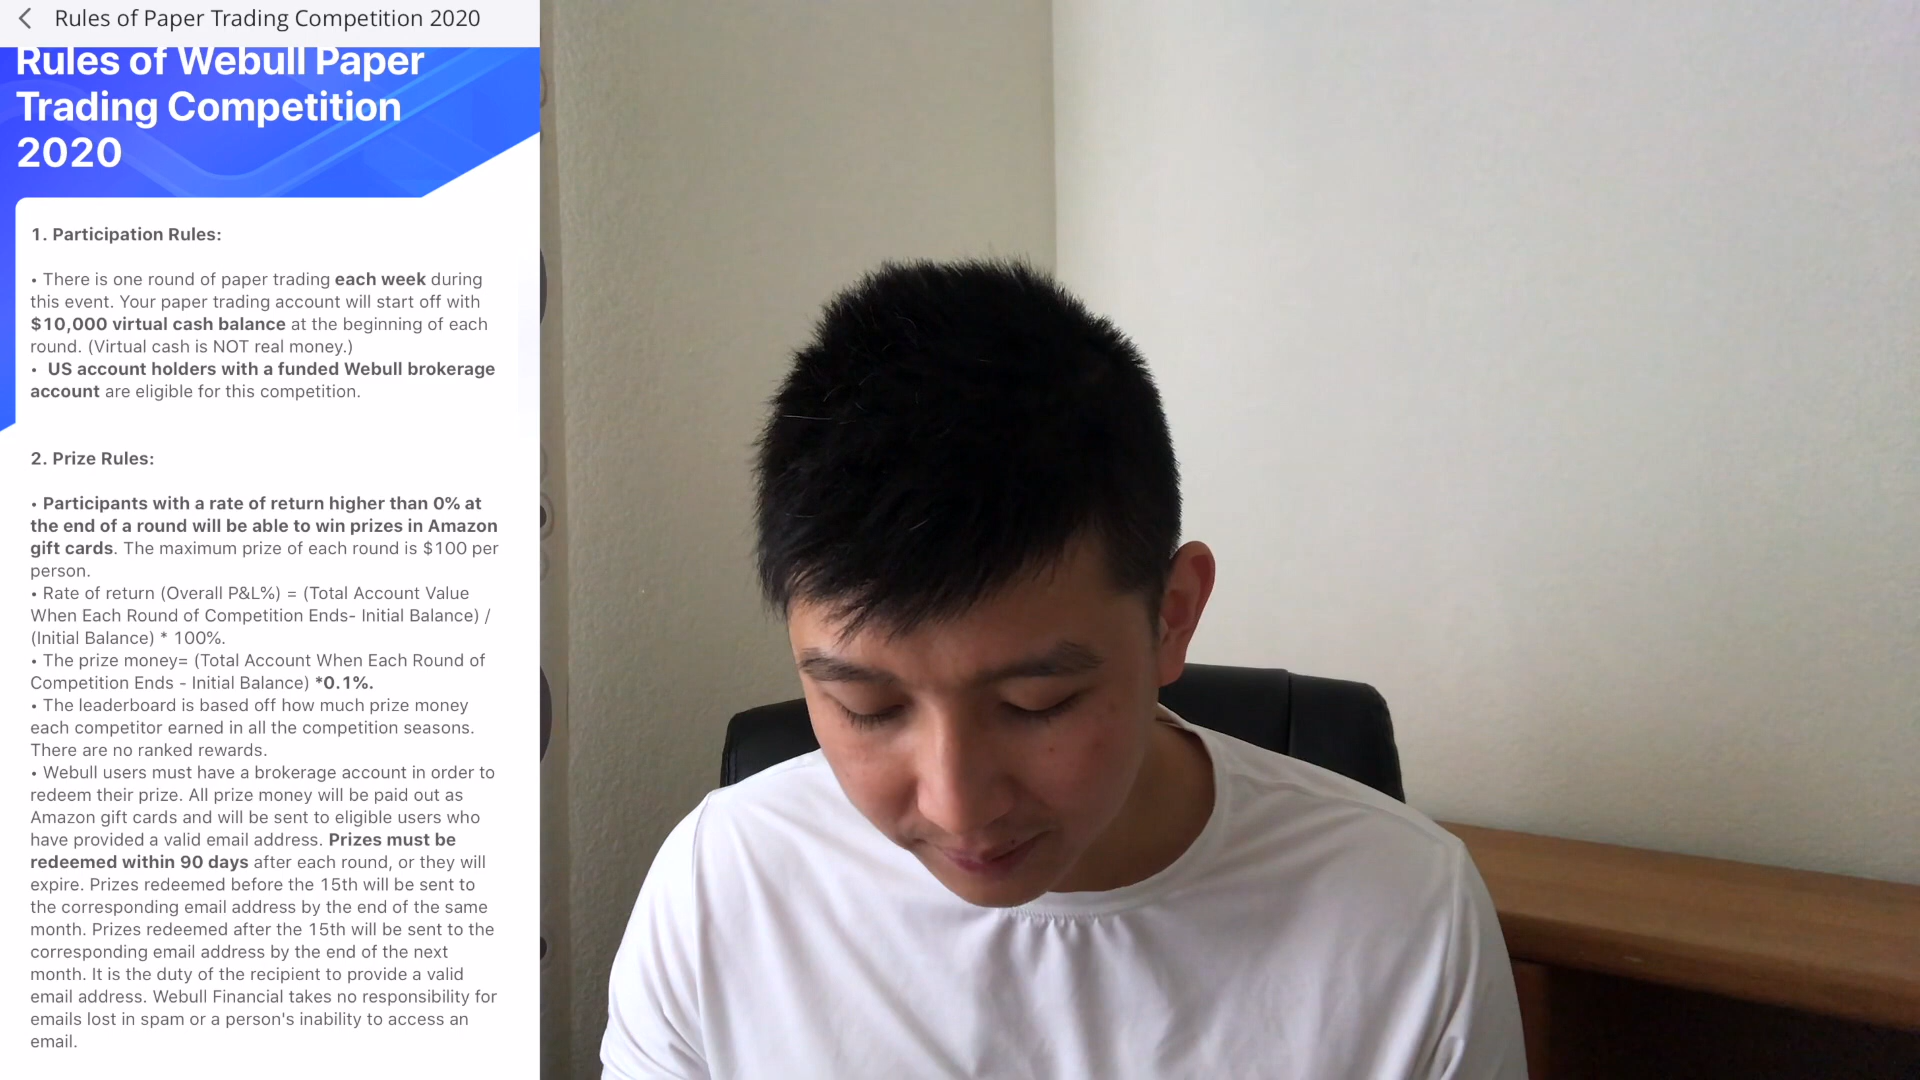 Rules of Paper Trading Competition 2020
Rules of Webull Paper
Trading Competition
2020
1. Participation Rules:
• There is one round of paper trading each week during
this event. Your paper trading account will start off with
$10,000 virtual cash balance at the beginning of each
round. (Virtual cash is NOT real money.)
• US account holders with a funded Webull brokerage
account are eligible for this competition.
2. Prize Rules:
• Participants with a rate of return higher than 0% at
the end of a round will be able to win prizes in Amazon
gift cards. The maximum prize of each round is $100 per
person.
• Rate of return (Overall P&L%) = (Total Account Value
When Each Round of Competition Ends- Initial Balance) /
(Initial Balance) * 100%.
• The prize money= (Total Account When Each Round of
Competition Ends - Initial Balance) *0.1%.
• The leaderboard is based off how much prize money
each competitor earned in all the competition seasons.
There are no ranked rewards.
• Webull users must have a brokerage account in order to
redeem their prize. All prize money will be paid out as
Amazon gift cards and will be sent to eligible users who
have provided a valid email address. Prizes must be
redeemed within 90 days after each round, or they will
expire. Prizes redeemed before the 15th will be sent to
the corresponding email address by the end of the same
month. Prizes redeemed after the 15th will be sent to the
corresponding email address by the end of the next
month. It is the duty of the recipient to provide a valid
email address. Webull Financial takes no responsibility for
emails lost in spam or a person's inability to access an
email.